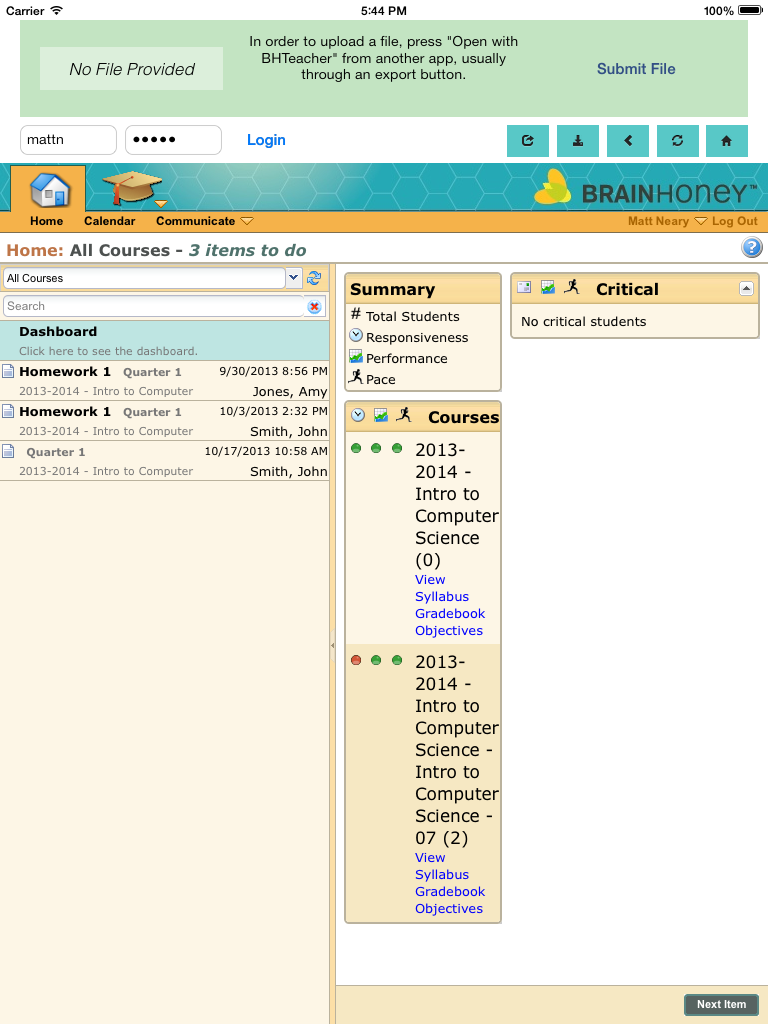 Carrier 5:44 PM 100%
In order to upload a file, press "Open with
BHTeacher" from another app, usually
through an export button.
No File Provided
Submit File
mattn ●●●●● Login
BRAINHONEY™
Home Calendar Communicate Matt Neary Log Out
Home: All Courses - 3 items to do
?
All Courses
Search
Dashboard
Click here to see the dashboard.
Homework 1 Quarter 1 9/30/2013 8:56 PM
2013-2014 - Intro to Computer Jones, Amy
Homework 1 Quarter 1 10/3/2013 2:32 PM
2013-2014 - Intro to Computer Smith, John
Quarter 1 10/17/2013 10:58 AM
2013-2014 - Intro to Computer Smith, John
Summary
# Total Students
Responsiveness
Performance
Pace
Courses
2013-
2014 -
Intro to
Computer
Science
(0)
View
Syllabus
Gradebook
Objectives
2013-
2014 -
Intro to
Computer
Science -
Intro to
Computer
Science -
07 (2)
View
Syllabus
Gradebook
Objectives
Critical
No critical students
Next Item